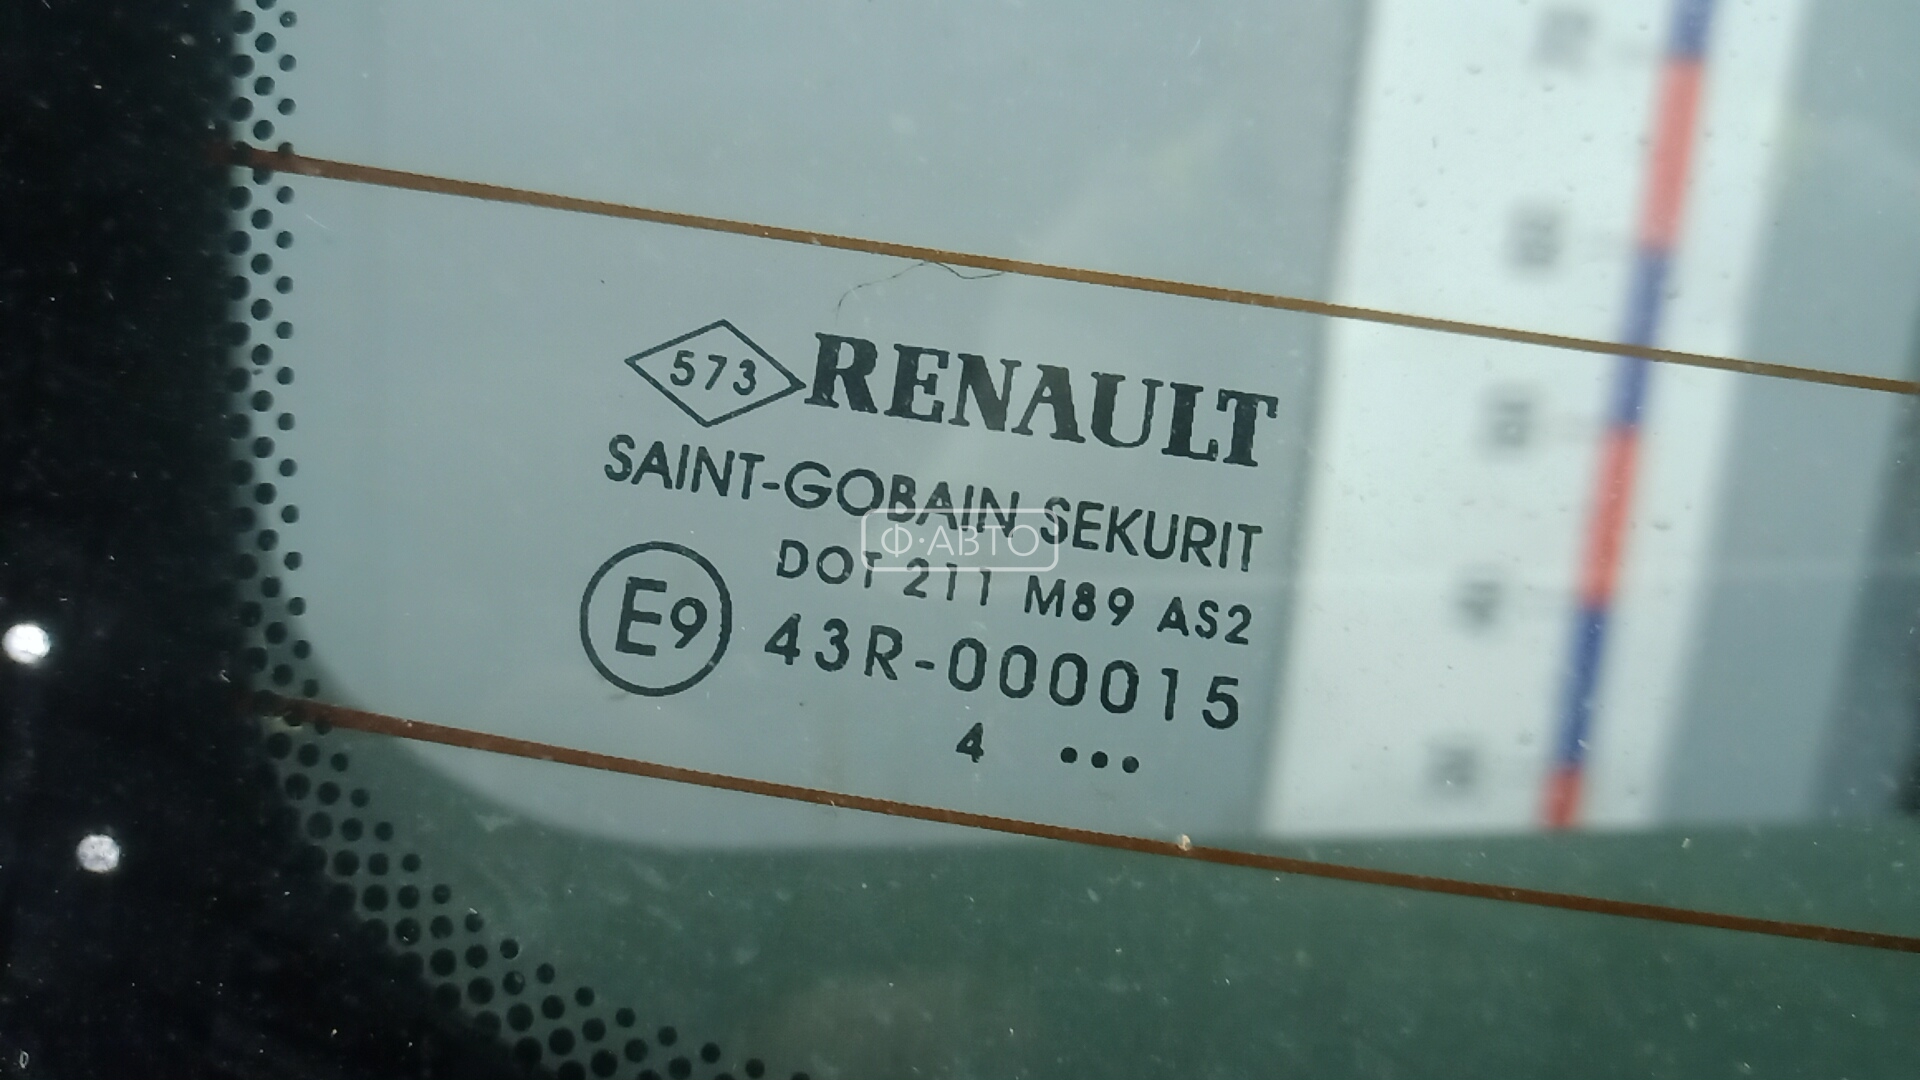 573 RENAULT
SAINT-GOBAIN SEKURIT
Ф·АВТО
DOT 211 M89 AS2
E9 43R-000015
4 •••